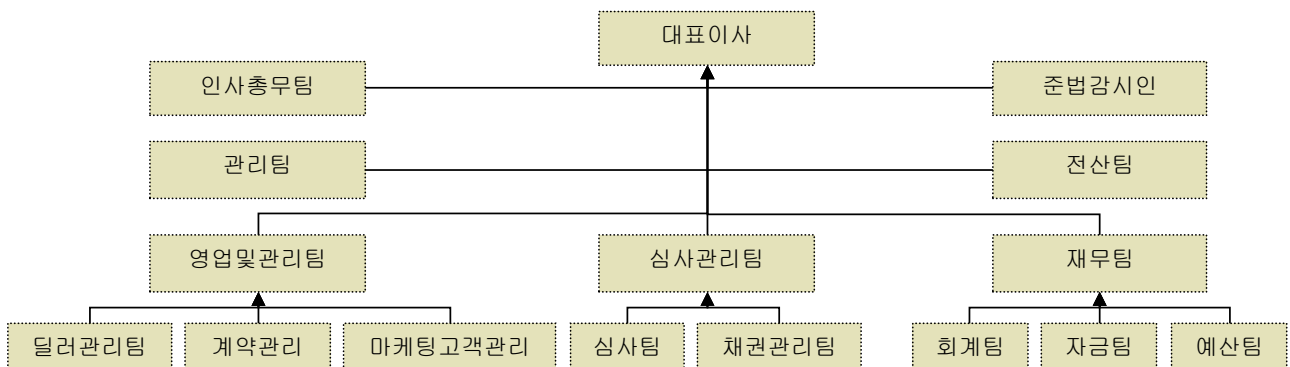 대표이사
인사총무팀
준법감시인
관리팀
전산팀
영업및관리팀
심사관리팀
재무팀
딜러관리팀
계약관리
마케팅고객관리
심사팀
채권관리팀
회계팀
자금팀
예산팀